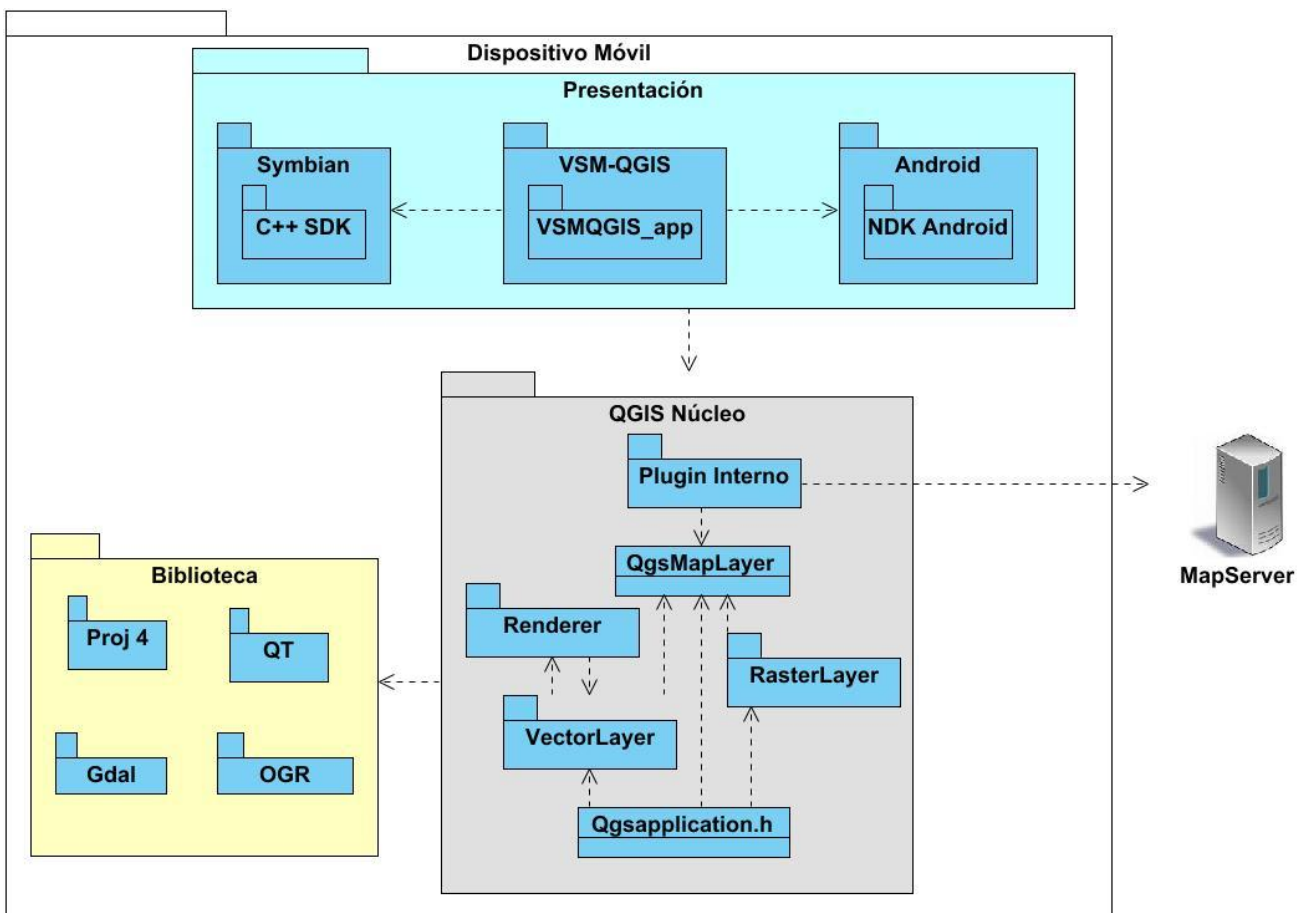 Dispositivo Móvil
Presentación
Symbian
C++ SDK
VSM-QGIS
VSMQGIS_app
Android
NDK Android
QGIS Núcleo
Plugin Interno
QgsMapLayer
Renderer
RasterLayer
VectorLayer
Qgsapplication.h
MapServer
Biblioteca
Proj 4
QT
Gdal
OGR